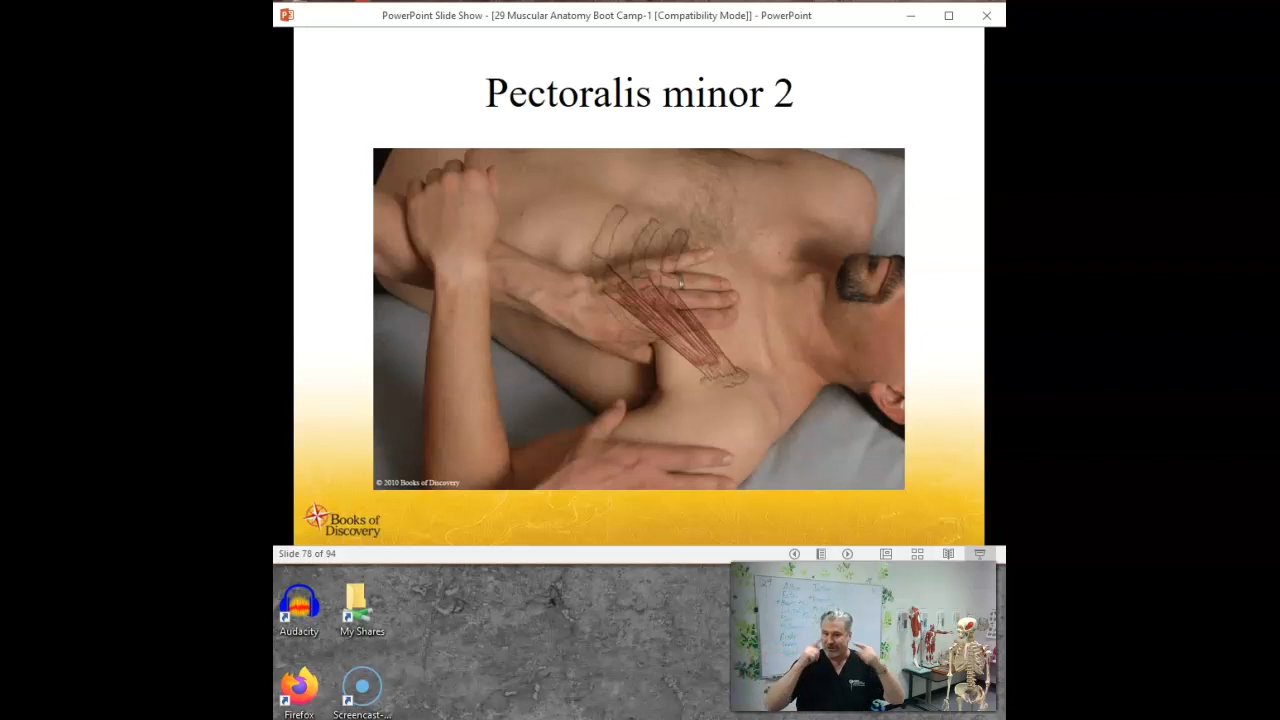 PowerPoint Slide Show - [29 Muscular Anatomy Boot Camp-1 [Compatibility Mode]] - PowerPoint
Pectoralis minor 2
© 2010 Books of Discovery
Books of
Discovery
Slide 78 of 94
Audacity
My Shares
Firefox
Screencast-...